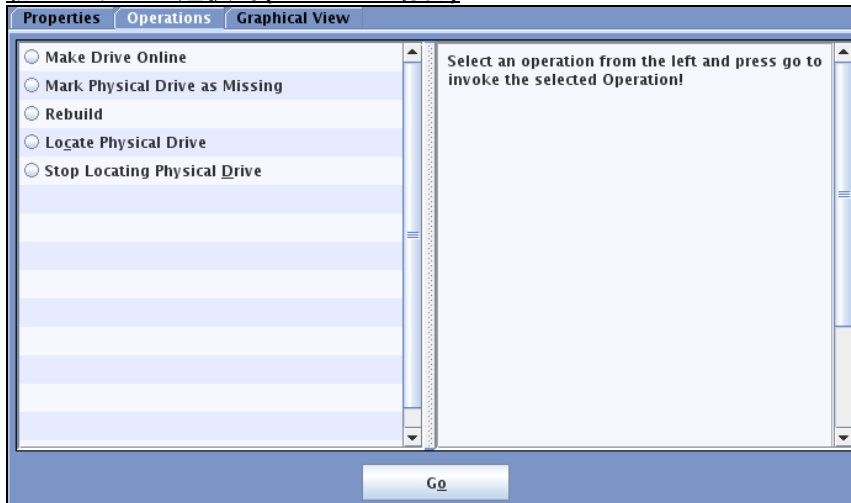 Properties Operations Graphical View
Make Drive Online
Mark Physical Drive as Missing
Rebuild
Locate Physical Drive
Stop Locating Physical Drive
Select an operation from the left and press go to
invoke the selected Operation!
Go